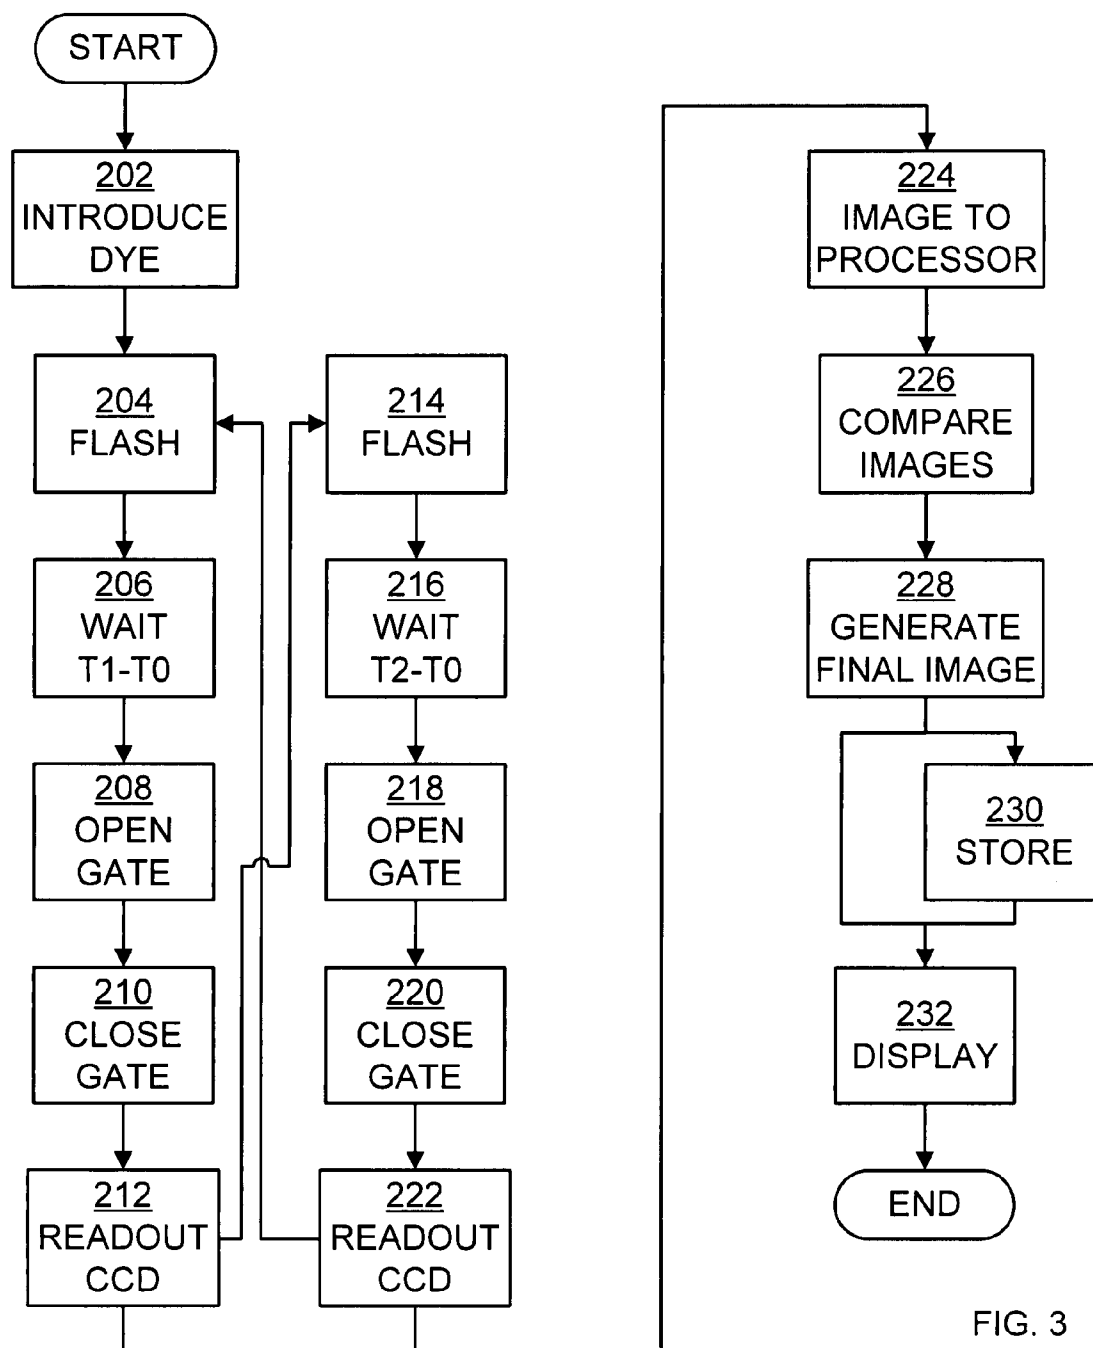 START
202
INTRODUCE
DYE
204
FLASH
206
WAIT
T1-T0
208
OPEN
GATE
210
CLOSE
GATE
212
READOUT
CCD
214
FLASH
216
WAIT
T2-T0
218
OPEN
GATE
220
CLOSE
GATE
222
READOUT
CCD
224
IMAGE TO
PROCESSOR
226
COMPARE
IMAGES
228
GENERATE
FINAL IMAGE
230
STORE
232
DISPLAY
END
FIG. 3